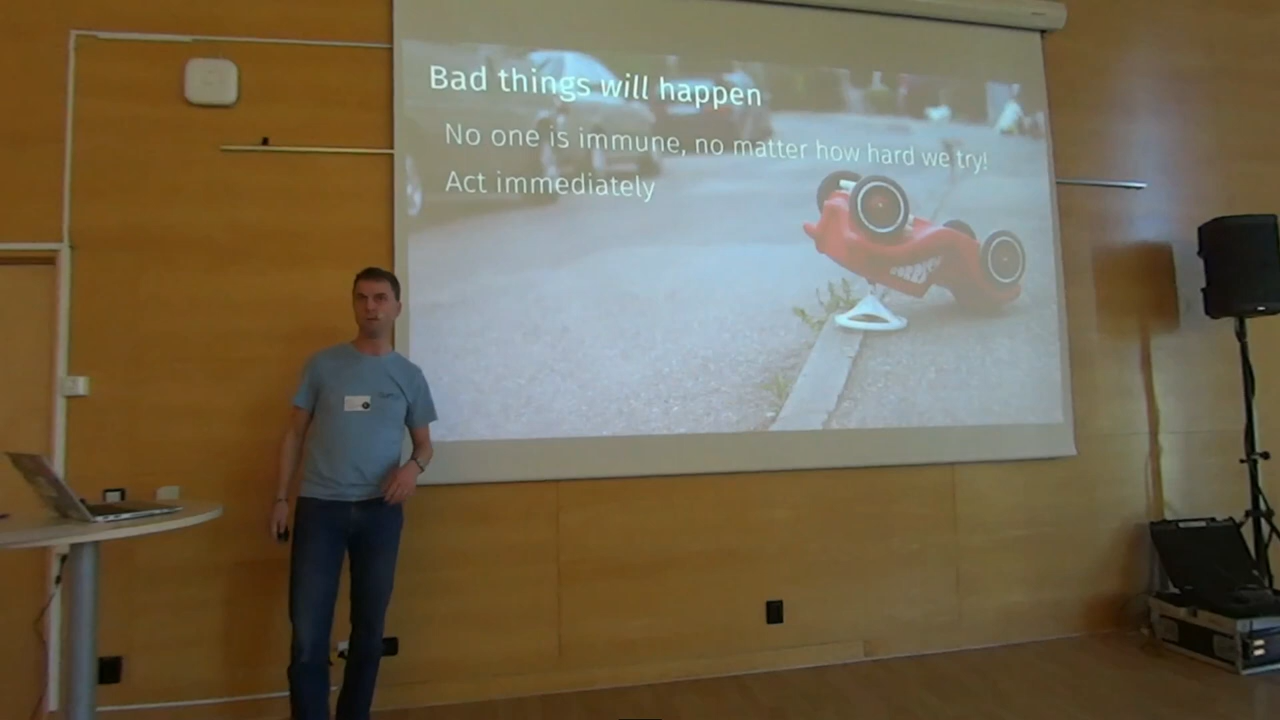 Bad things will happen
No one is immune, no matter how hard we try!
Act immediately